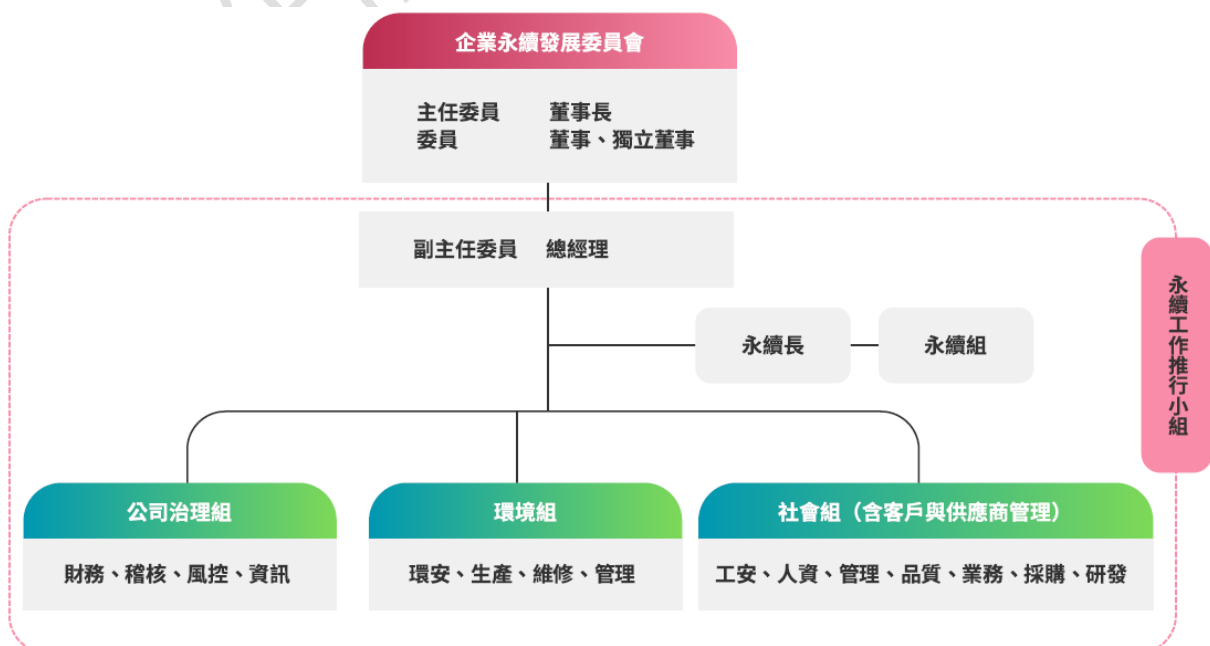 企業永續發展委員會
主任委員 董事長
委員 董事、獨立董事
副主任委員 總經理
永續工作推行小組
永續長
永續組
公司治理組
財務、稽核、風控、資訊
環境組
環安、生產、維修、管理
社會組（含客戶與供應商管理）
工安、人資、管理、品質、業務、採購、研發